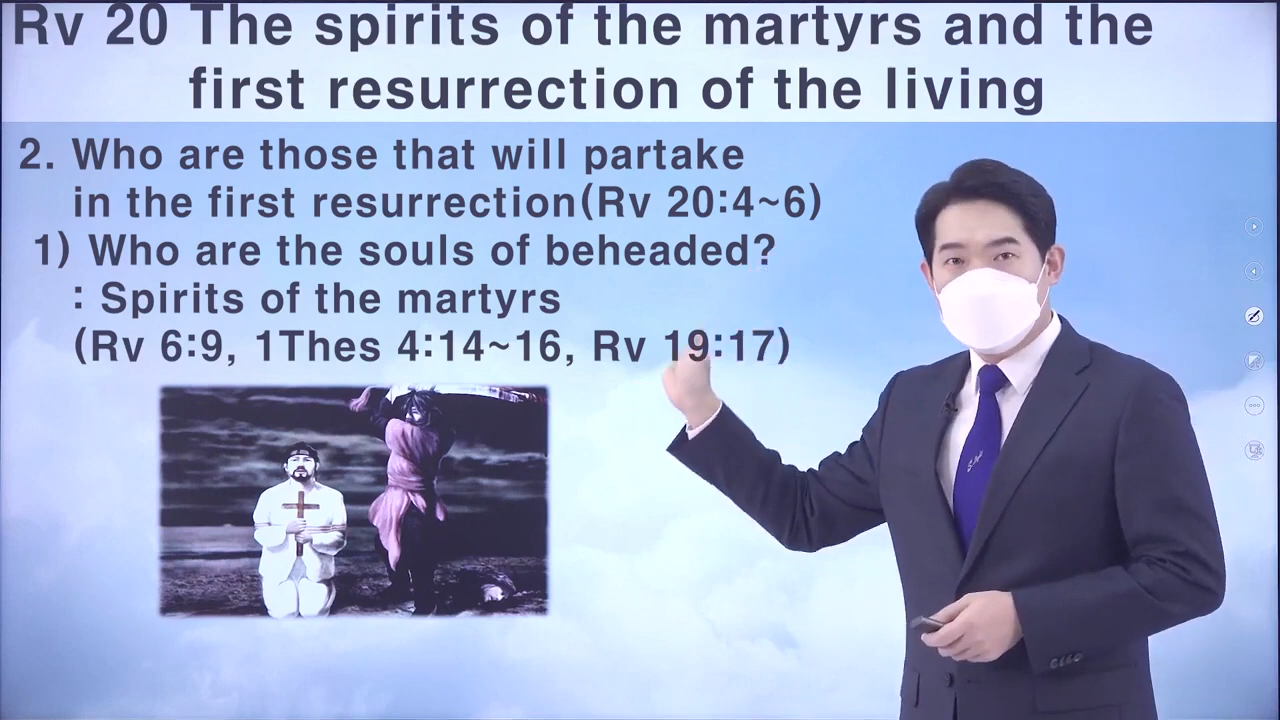 Rv 20 The spirits of the martyrs and the
first resurrection of the living
2. Who are those that will partake
in the first resurrection(Rv 20:4~6)
1) Who are the souls of beheaded?
: Spirits of the martyrs
(Rv 6:9, 1Thes 4:14~16, Rv 19:17)